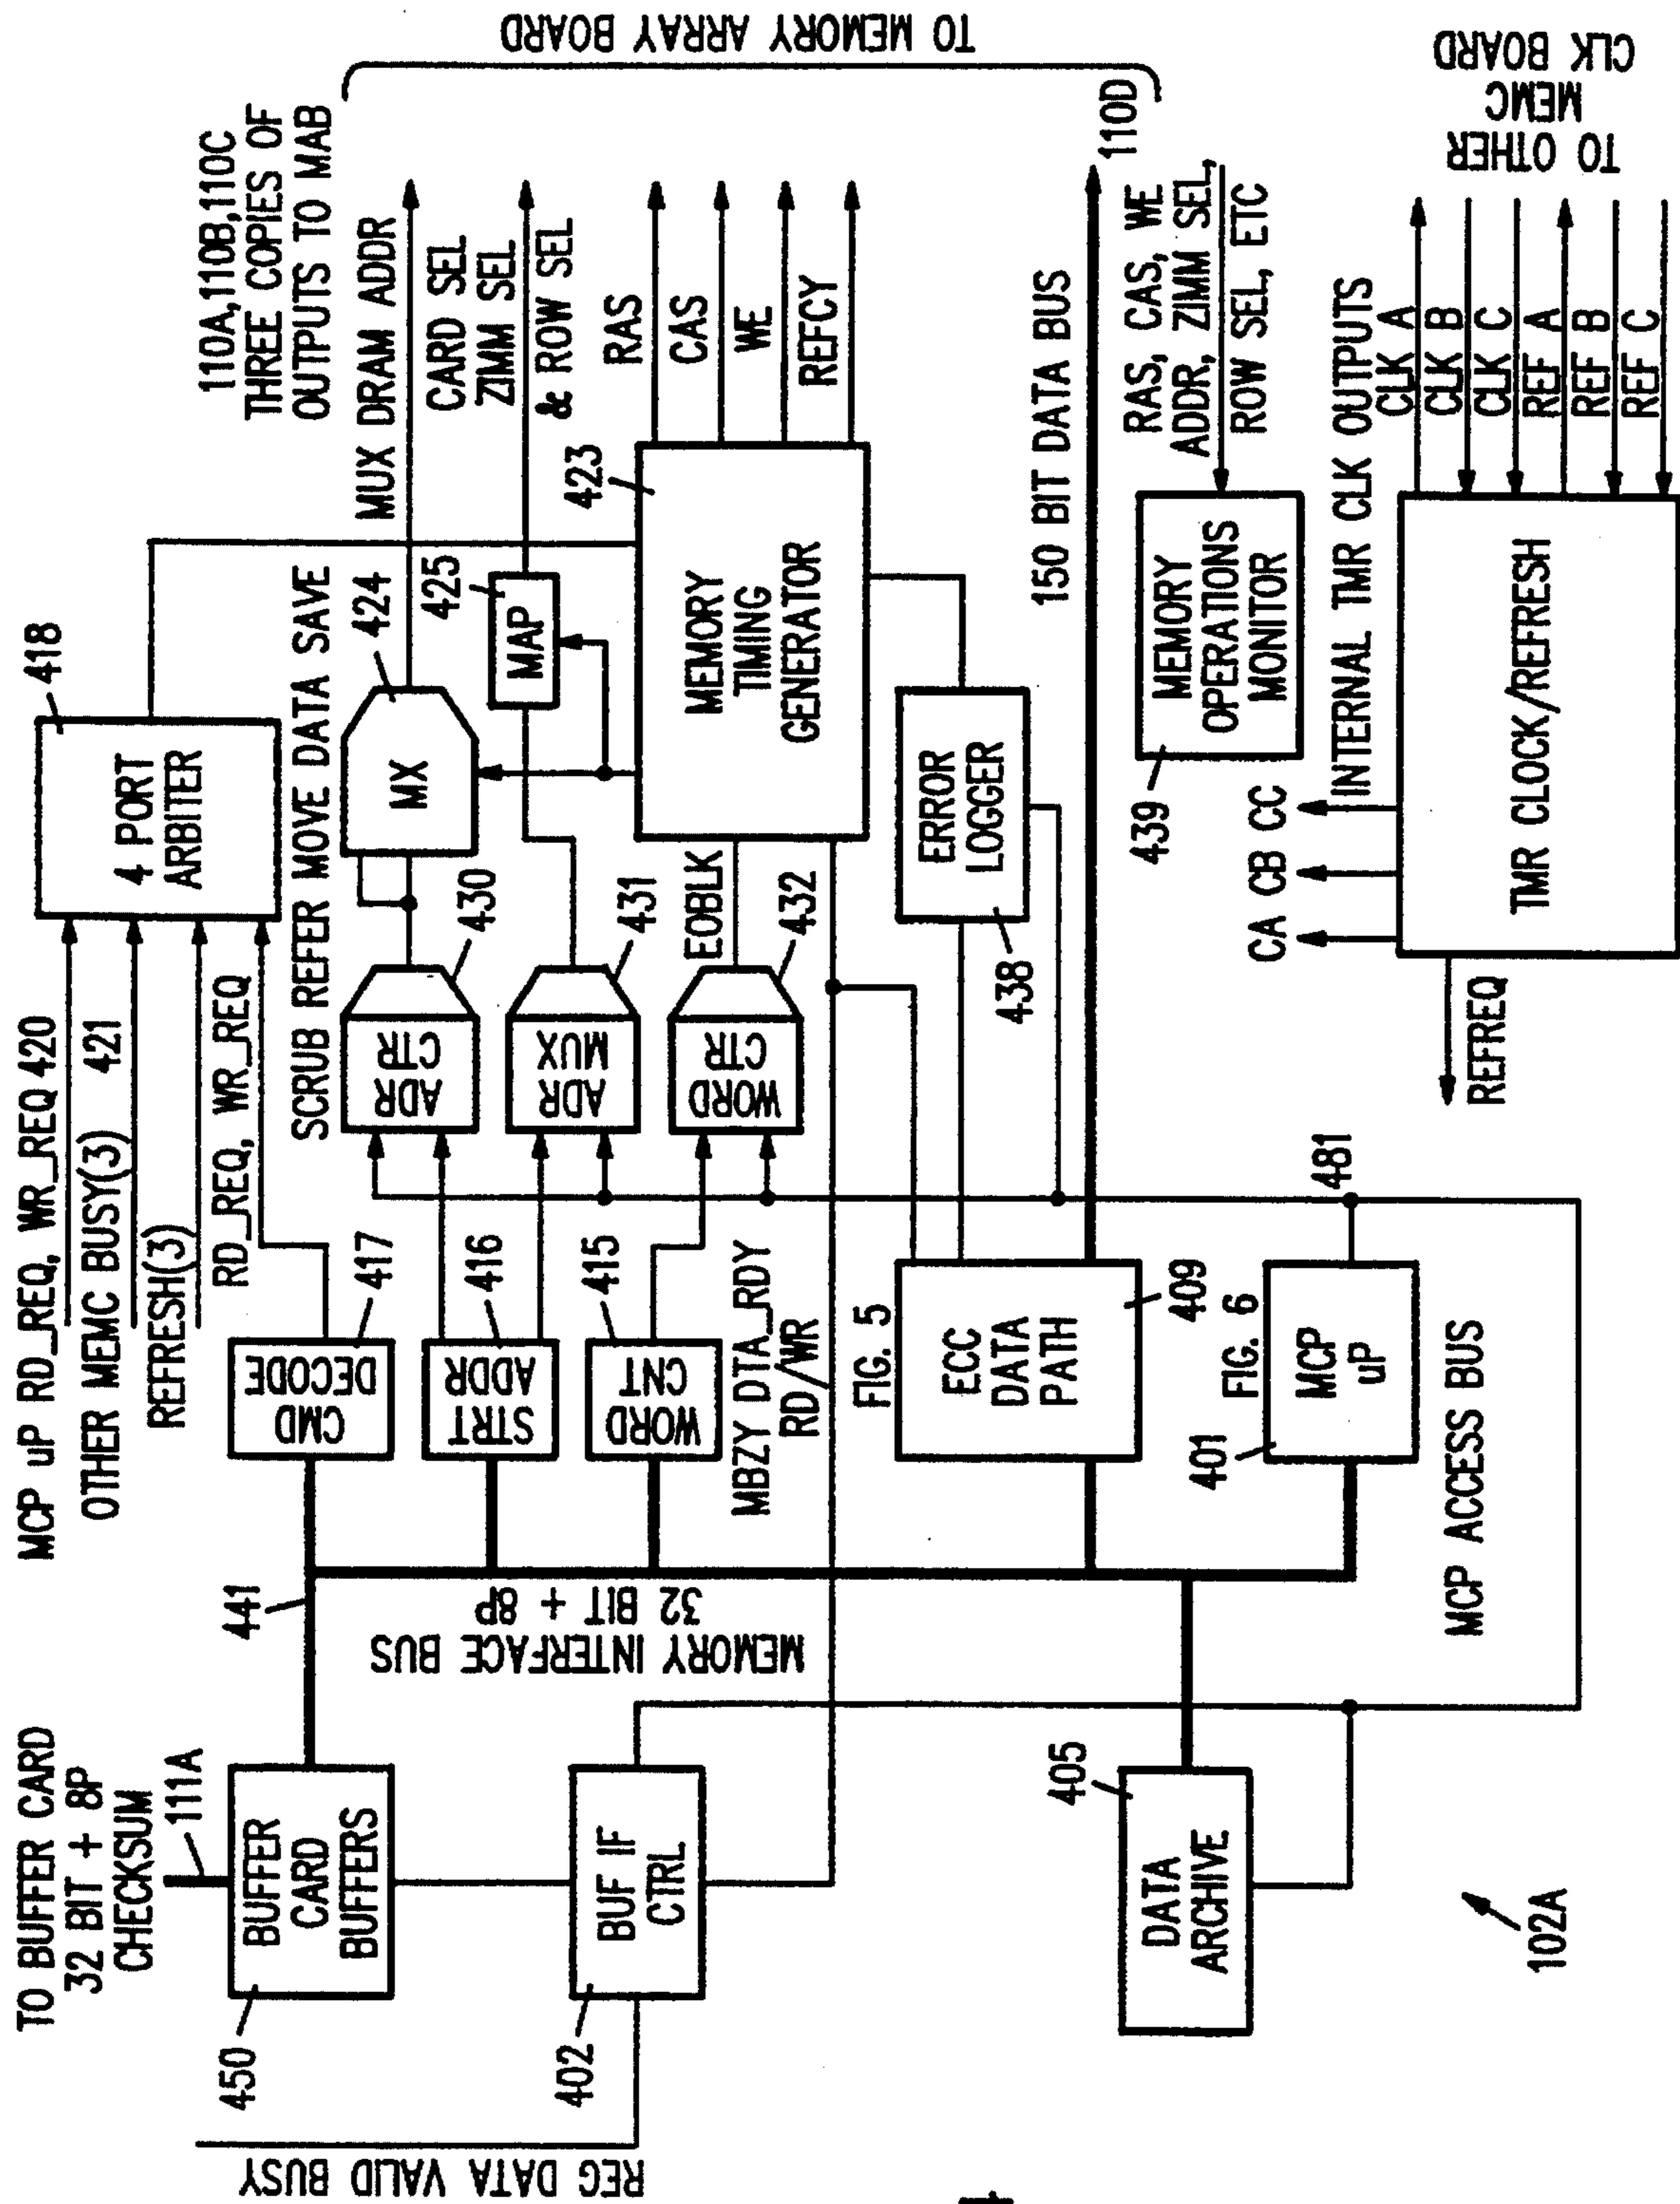 TO BUFFER CARD
32 BIT + 8P
CHECKSUM
111A
450
BUFFER
CARD
BUFFERS
402
BUF IF
CTRL
REG DATA VALID BUSY
441
MEMORY INTERFACE BUS
32 BIT + 8P
405
DATA
ARCHIVE
102A
MCP uP RD_REQ, WR_REQ 420
OTHER MEMC BUSY(3) 421
REFRESH(3)
RD_REQ, WR_REQ
CMD
DECODE
417
STRT
ADDR
416
WORD
CNT
415
MBZY DTA_RDY
RD/WR
FIG. 5
ECC
DATA
PATH
409
FIG. 6
MCP
uP
401
481
MCP ACCESS BUS
418
4 PORT
ARBITER
SCRUB REFER MOVE DATA SAVE
ADR
CTR
430
ADR
MUX
431
WORD
CTR
432
EOBLK
MX
424
MAP
425
MEMORY
TIMING
GENERATOR
423
ERROR
LOGGER
438
110A,110B,110C
THREE COPIES OF
OUTPUTS TO MAB
MUX DRAM ADDR
CARD SEL
ZIMM SEL
& ROW SEL
RAS
CAS
WE
REFCY
TO MEMORY ARRAY BOARD
150 BIT DATA BUS
110D
RAS, CAS, WE
ADDR, ZIMM SEL,
ROW SEL, ETC
MEMORY
OPERATIONS
MONITOR
439
INTERNAL TMR CLK OUTPUTS
CA CB CC
TMR CLOCK/REFRESH
REFREQ
CLK A
CLK B
CLK C
REF A
REF B
REF C
TO OTHER
MEMC
CLK BOARD